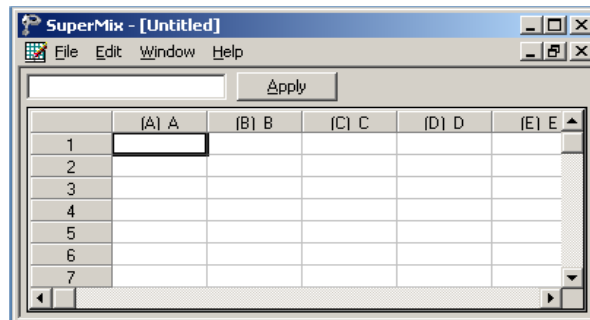 SuperMix - [Untitled]
File Edit Window Help
Apply
(A) A (B) B (C) C (D) D (E) E
1
2
3
4
5
6
7